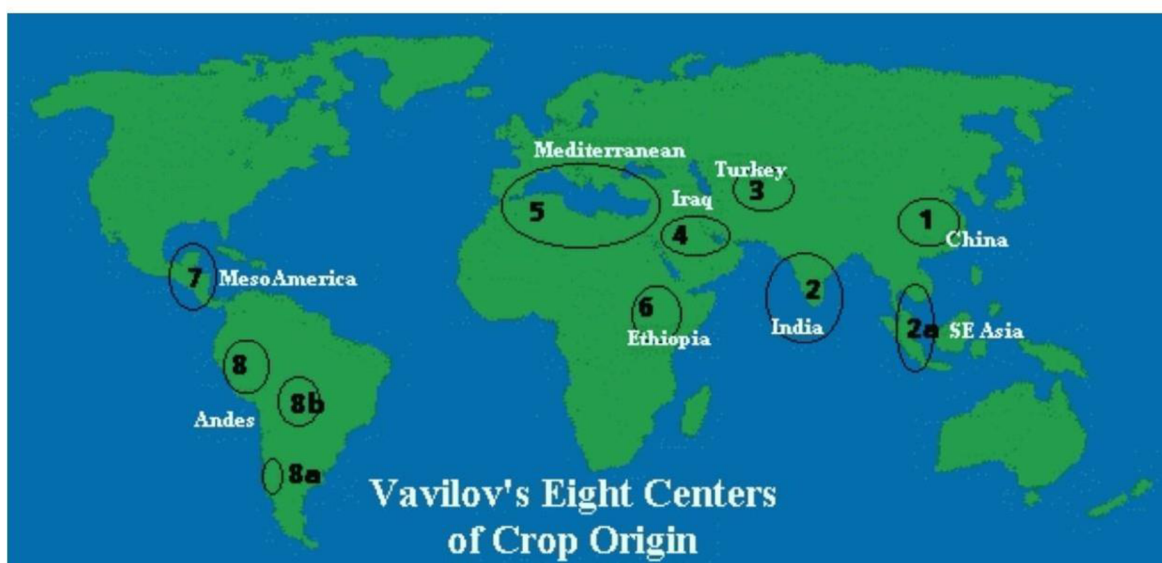 Mediterranean
Turkey
3
Iraq
5
4
1
China
7 MesoAmerica
2
6
Ethiopia
India
2a SE Asia
8
8b
Andes
8a
Vavilov's Eight Centers
of Crop Origin